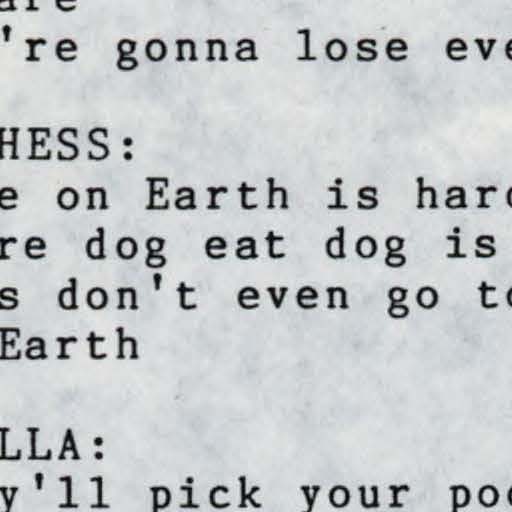 are
're gonna lose eve
HESS:
e on Earth is hard
re dog eat dog is
s don't even go to
Earth
LLA:
y'll pick your poc